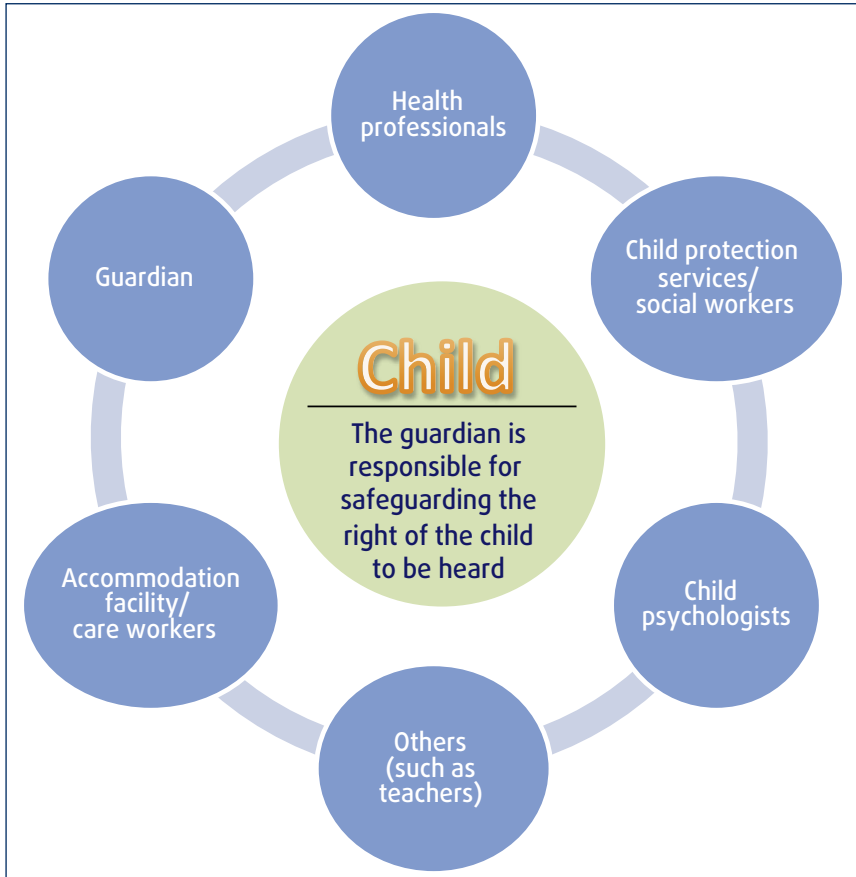 Health
professionals
Guardian
Child protection
services/
social workers
Child
The guardian is
responsible for
safeguarding the
right of the child
to be heard
Accommodation
facility/
care workers
Child
psychologists
Others
(such as
teachers)